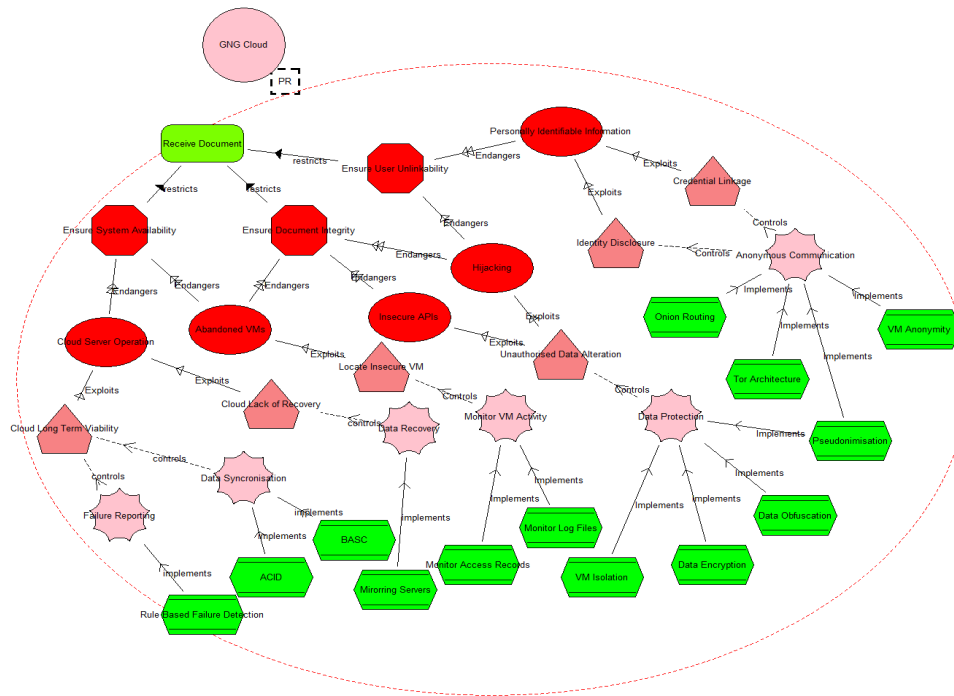 GNG Cloud
PR
Receive Document
Personally Identifiable Information
restricts
Endangers
Ensure User Unlinkability
Exploits
Credential Linkage
Exploits
restricts
restricts
Controls
Ensure System Availability
Ensure Document Integrity
Endangers
Identity Disclosure
Controls
Anonymous Communication
Endangers
Hijacking
Endangers
Endangers
Endangers
Endangers
Implements
Implements
Onion Routing
VM Anonymity
Cloud Server Operation
Abandoned VMs
Insecure APIs
Exploits
Implements
Exploits
Exploits
Unauthorised Data Alteration
Implements
Locate Insecure VM
Exploits
Exploits
Tor Architecture
Cloud Lack of Recovery
Controls
Controls
Cloud Long Term Viability
controls
Data Recovery
Monitor VM Activity
Data Protection
Implements
Pseudonimisation
controls
controls
Data Syncronisation
Implements
Implements
Implements
Implements
Implements
Failure Reporting
implements
implements
Data Obfuscation
Monitor Log Files
BASC
Implements
implements
Monitor Access Records
Data Encryption
ACID
VM Isolation
Mirorring Servers
Rule Based Failure Detection